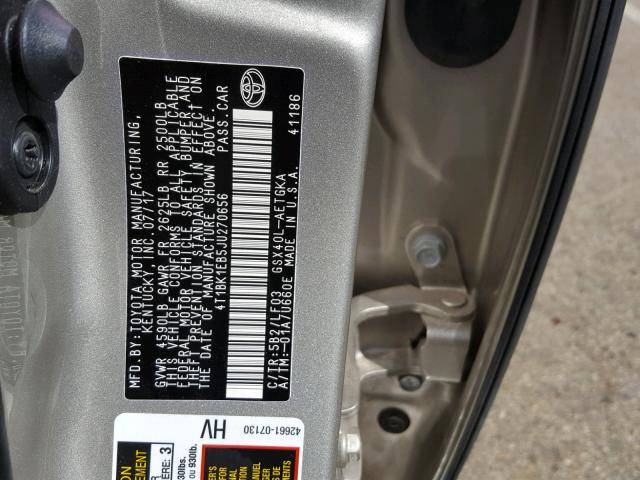 MFD.BY:TOYOTA MOTOR MANUFACTURING,
KENTUCKY, INC. 07/17
GVWR 4590LB GAWR FR 2625LB RR 2500LB
THIS VEHICLE CONFORMS TO ALL APPLICABLE
FEDERAL MOTOR VEHICLE SAFETY, BUMPER, AND
THEFT PREVENTION STANDARDS IN EFFECT ON
THE DATE OF MANUFACTURE SHOWN ABOVE.
4T1BK1EB5JU270656 PASS.CAR
C/TR:5B2/LF03 GSX40L-AETGKA
A/TM:-01A/U660E MADE IN U.S.A. 41186
42661-07130
HV